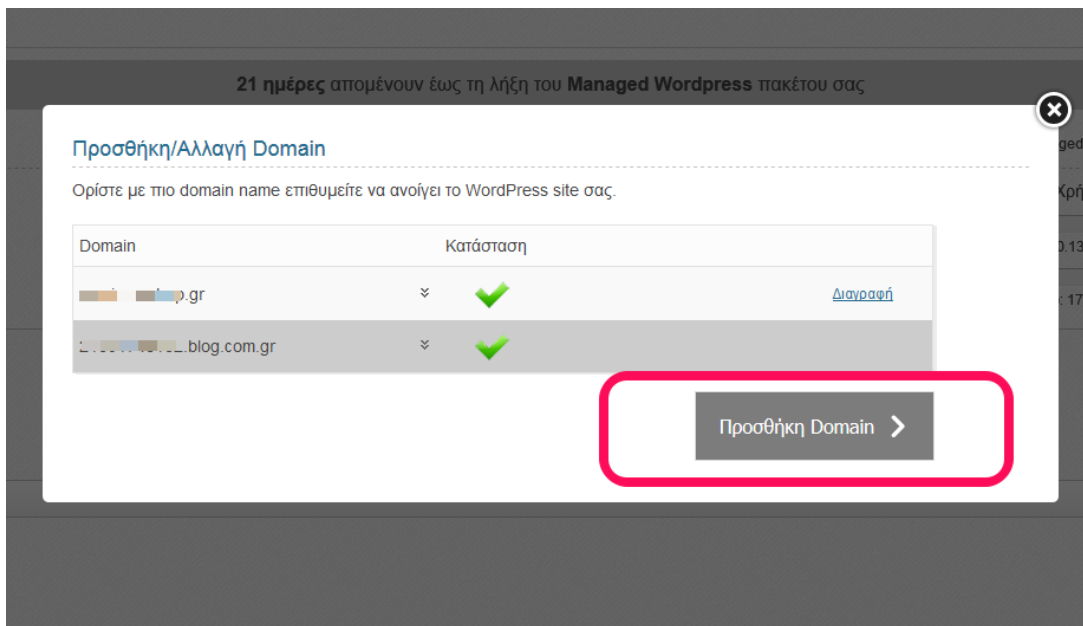 21 ημέρες απομένουν έως τη λήξη του Managed Wordpress πακέτου σας
Προσθήκη/Αλλαγή Domain
Ορίστε με πιο domain name επιθυμείτε να ανοίγει το WordPress site σας.
Domain Κατάσταση
.gr Διαγραφή
.blog.com.gr
Προσθήκη Domain